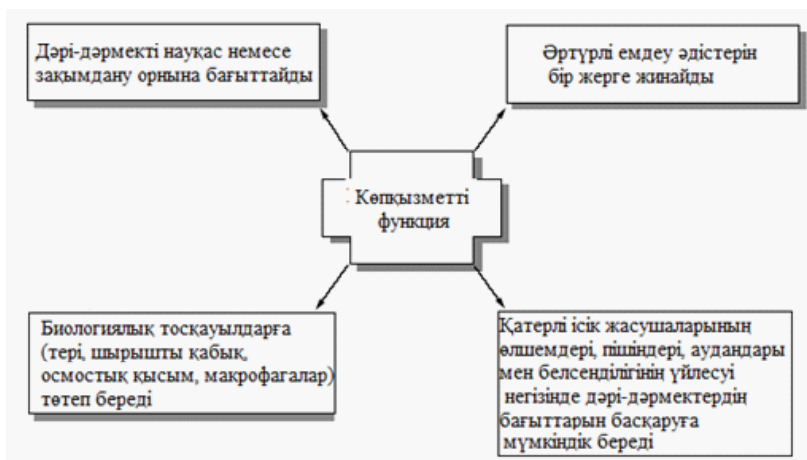 Дәрі-дәрмекті науқас немесе
зақымдану орнына бағыттайды
Әртүрлі емдеу әдістерін
бір жерге жинайды
Көпқызметті
функция
Биологиялық тосқауылдарға
(тері, шырышты қабық,
осмостық қысым, макрофагалар)
төтеп береді
Қатерлі ісік жасушаларының
өлшемдері, пішіндері, аудандары
мен белсенділігінің үйлесуі
негізінде дәрі-дәрмектердің
бағыттарын басқаруға
мүмкіндік береді